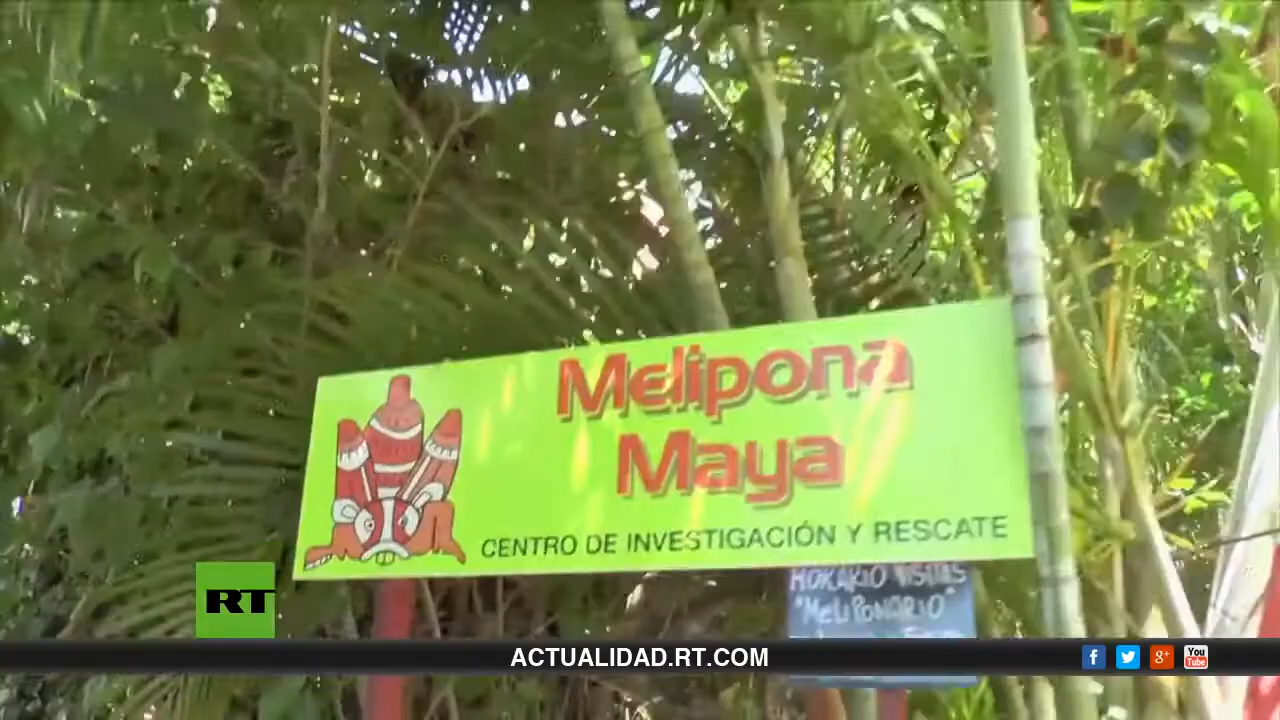 Melipona
Maya
CENTRO DE INVESTIGACIÓN Y RESCATE
HORARIO VISITAS
"MELIPONARIO"
RT
ACTUALIDAD.RT.COM
f
g+
You
Tube